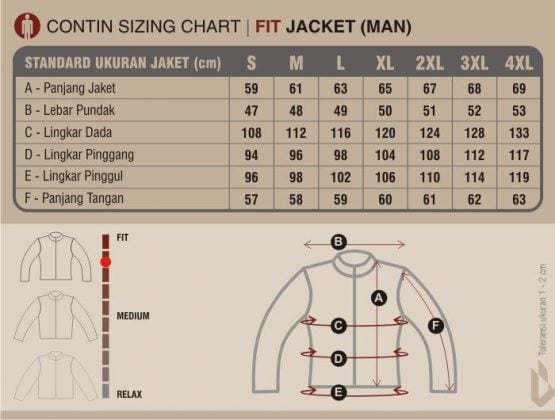 CONTIN SIZING CHART | FIT JACKET (MAN)
STANDARD UKURAN JAKET (cm) S M L XL 2XL 3XL 4XL
A - Panjang Jaket 59 61 63 65 67 68 69
B - Lebar Pundak 47 48 49 50 51 52 53
C - Lingkar Dada 108 112 116 120 124 128 133
D - Lingkar Pinggang 94 96 98 104 108 112 117
E - Lingkar Pinggul 96 98 102 106 110 114 119
F - Panjang Tangan 57 58 59 60 61 62 63
FIT
MEDIUM
RELAX
B
A
F
C
D
E
Toleransi ukuran 1 - 2 cm